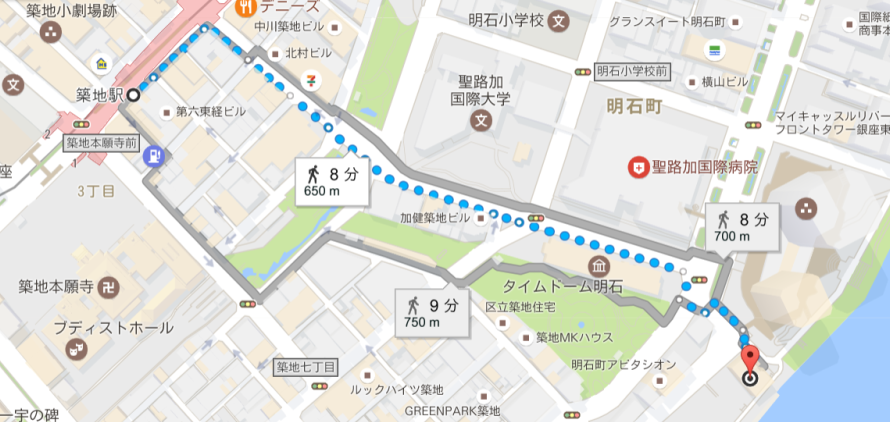 築地小劇場跡
デニーズ
中川築地ビル
北村ビル
明石小学校
グランスイート明石町
国際
商事本
築地駅
第六東経ビル
聖路加
国際大学
明石小学校前
横山ビル
明石町
マイキャッスルリバー
フロントタワー銀座東
2
築地本願寺前
1
座
3丁目
8 分
650 m
聖路加国際病院
加健築地ビル
8 分
700 m
築地本願寺
タイムドーム明石
9 分
750 m
区立築地住宅
ブディストホール
築地MKハウス
築地七丁目
明石町アビタシオン
ルックハイツ築地
GREENPARK築地
一宇の碑